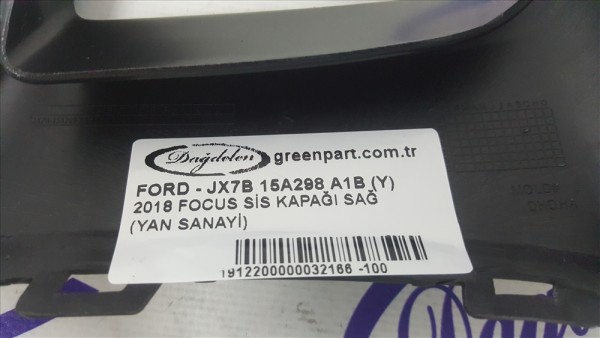 Dağdelen greenpart.com.tr
FORD - JX7B 15A298 A1B (Y)
2018 FOCUS SİS KAPAĞI SAĞ
(YAN SANAYİ)
1912200000032166 -100